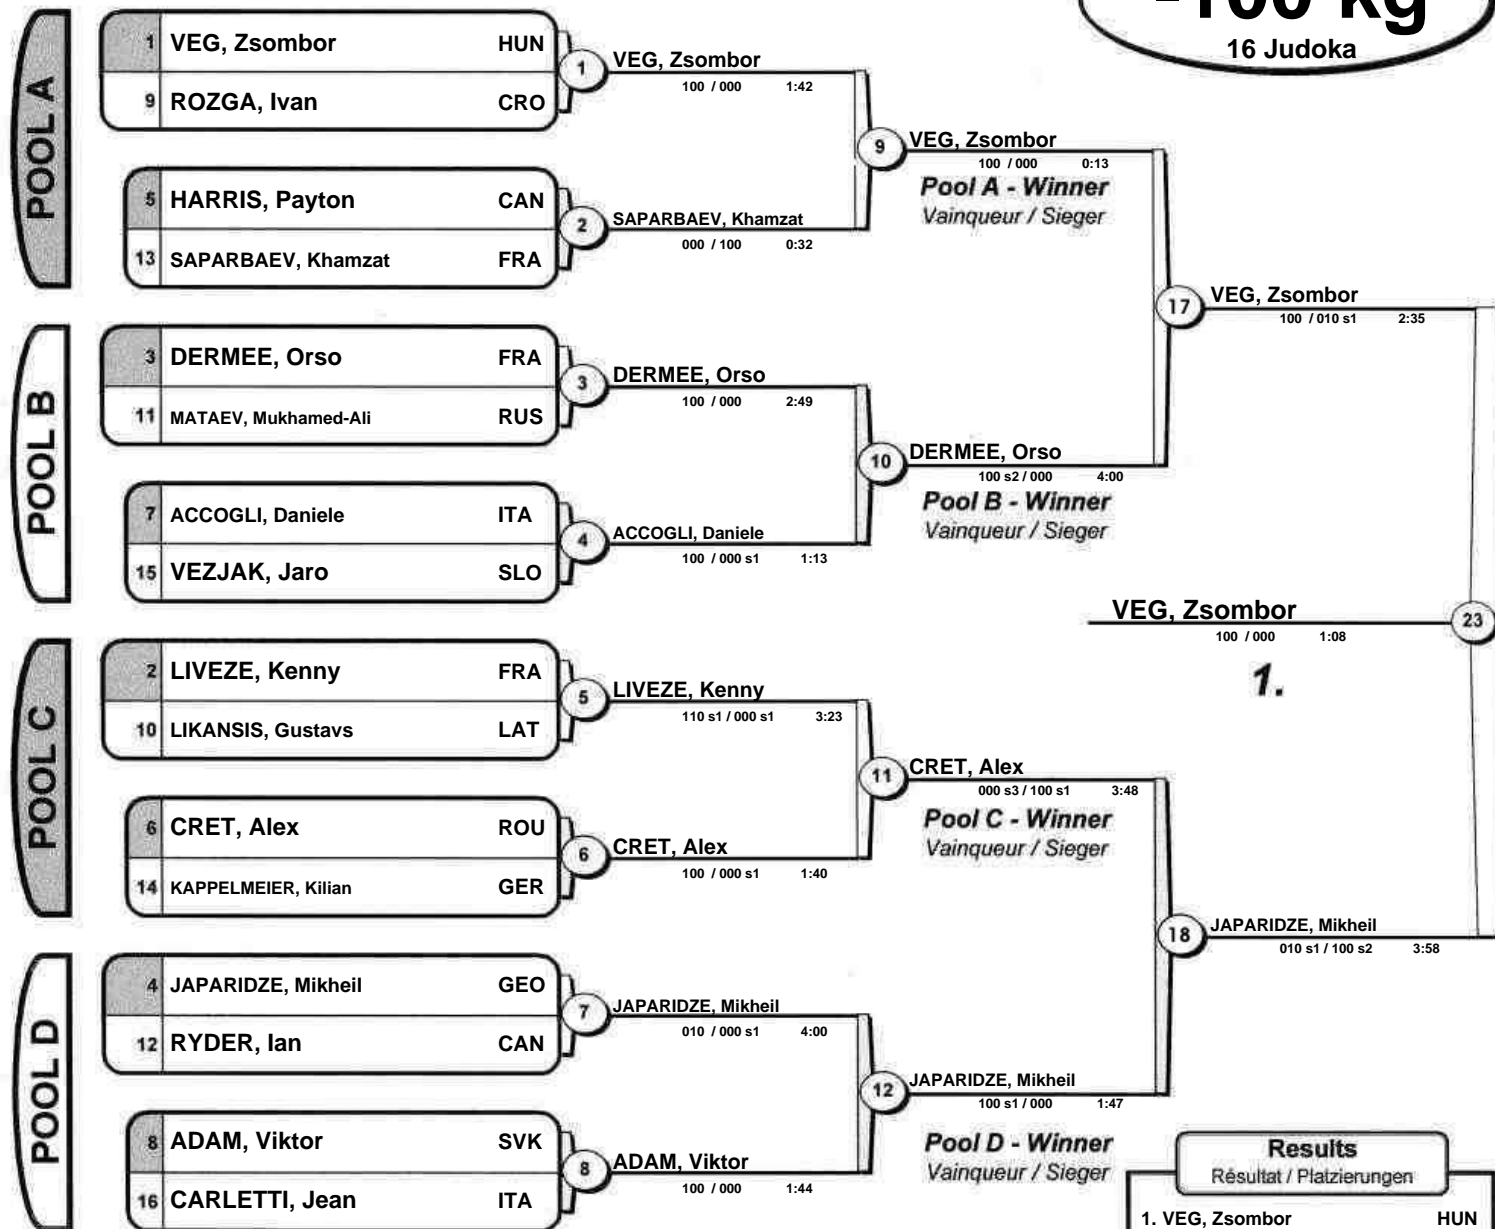 -100 kg
16 Judoka
POOL A
1 VEG, Zsombor HUN
9 ROZGA, Ivan CRO
5 HARRIS, Payton CAN
13 SAPARBAEV, Khamzat FRA
POOL B
3 DERMEE, Orso FRA
11 MATAEV, Mukhamed-Ali RUS
7 ACCOGLI, Daniele ITA
15 VEZJAK, Jaro SLO
POOL C
2 LIVEZE, Kenny FRA
10 LIKANSIS, Gustavs LAT
6 CRET, Alex ROU
14 KAPPELMEIER, Kilian GER
POOL D
4 JAPARIDZE, Mikheil GEO
12 RYDER, Ian CAN
8 ADAM, Viktor SVK
16 CARLETTI, Jean ITA
1 VEG, Zsombor
100 / 000 1:42
2 SAPARBAEV, Khamzat
000 / 100 0:32
3 DERMEE, Orso
100 / 000 2:49
4 ACCOGLI, Daniele
100 / 000 s1 1:13
5 LIVEZE, Kenny
110 s1 / 000 s1 3:23
6 CRET, Alex
100 / 000 s1 1:40
7 JAPARIDZE, Mikheil
010 / 000 s1 4:00
8 ADAM, Viktor
100 / 000 1:44
9 VEG, Zsombor
100 / 000 0:13
Pool A - Winner
Vainqueur / Sieger
10 DERMEE, Orso
100 s2 / 000 4:00
Pool B - Winner
Vainqueur / Sieger
11 CRET, Alex
000 s3 / 100 s1 3:48
Pool C - Winner
Vainqueur / Sieger
12 JAPARIDZE, Mikheil
100 s1 / 000 1:47
Pool D - Winner
Vainqueur / Sieger
17 VEG, Zsombor
100 / 010 s1 2:35
18 JAPARIDZE, Mikheil
010 s1 / 100 s2 3:58
VEG, Zsombor 23
100 / 000 1:08
1.
Results
Résultat / Platzierungen
1. VEG, Zsombor HUN